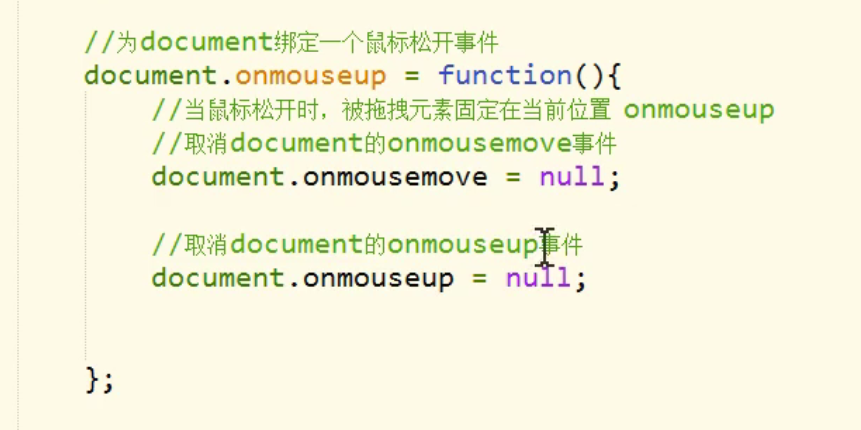 //为document绑定一个鼠标松开事件
document.onmouseup = function(){
//当鼠标松开时，被拖拽元素固定在当前位置 onmouseup
//取消document的onmousemove事件
document.onmousemove = null;
//取消document的onmouseup事件
document.onmouseup = null;
};